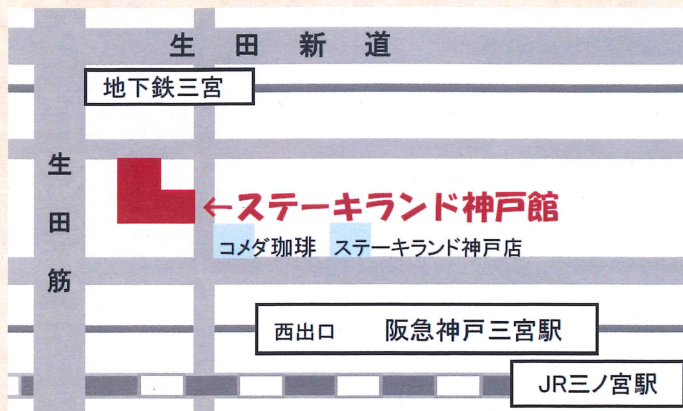 生田新道
地下鉄三宮
生田筋
←ステーキランド神戸館
コメダ珈琲 ステーキランド神戸店
西出口 阪急神戸三宮駅
JR三ノ宮駅